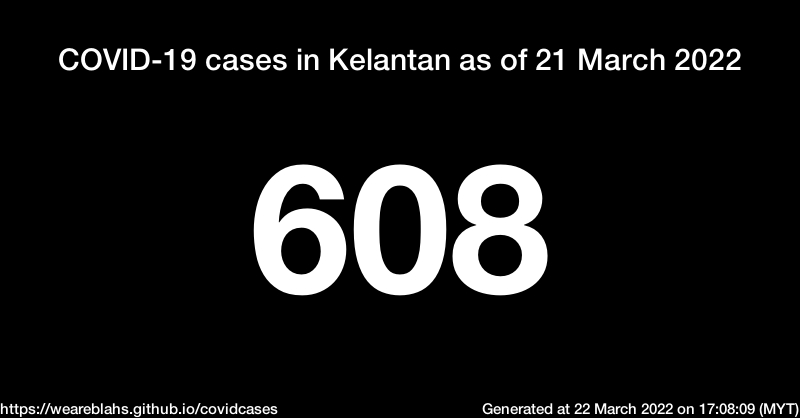 COVID-19 cases in Kelantan as of 21 March 2022
608
https://weareblahs.github.io/covidcases
Generated at 22 March 2022 on 17:08:09 (MYT)